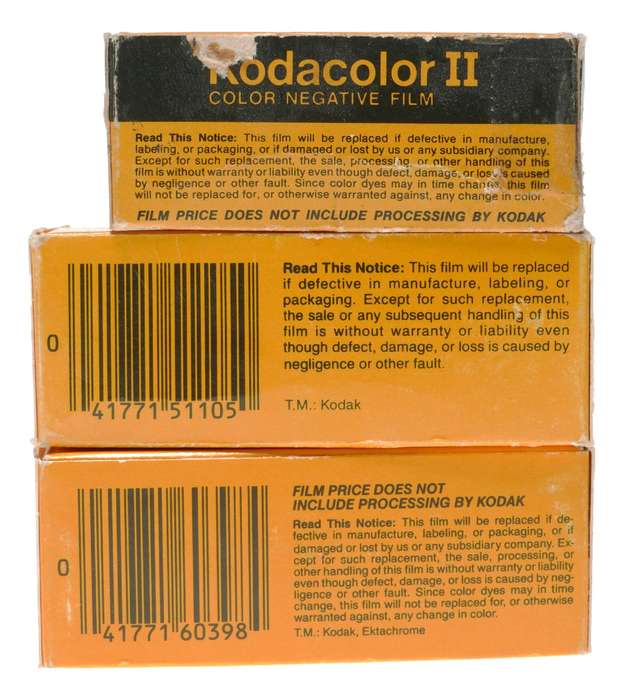 Kodacolor II
COLOR NEGATIVE FILM
Read This Notice: This film will be replaced if defective in manufacture,
labeling, or packaging, or if damaged or lost by us or any subsidiary company.
Except for such replacement, the sale, processing, or other handling of this
film is without warranty or liability even though defect, damage, or loss is caused
by negligence or other fault. Since color dyes may in time change, this film
will not be replaced for, or otherwise warranted against, any change in color.
FILM PRICE DOES NOT INCLUDE PROCESSING BY KODAK
Read This Notice: This film will be replaced
if defective in manufacture, labeling, or
packaging. Except for such replacement,
the sale or any subsequent handling of this
film is without warranty or liability even
though defect, damage, or loss is caused by
negligence or other fault.
0
41771 51105
T.M.: Kodak
FILM PRICE DOES NOT
INCLUDE PROCESSING BY KODAK
Read This Notice: This film will be replaced if de-
fective in manufacture, labeling, or packaging, or if
damaged or lost by us or any subsidiary company. Ex-
cept for such replacement, the sale, processing, or
other handling of this film is without warranty or liability
even though defect, damage, or loss is caused by neg-
ligence or other fault. Since color dyes may in time
change, this film will not be replaced for, or otherwise
warranted against, any change in color.
T.M.: Kodak, Ektachrome
0
41771 60398